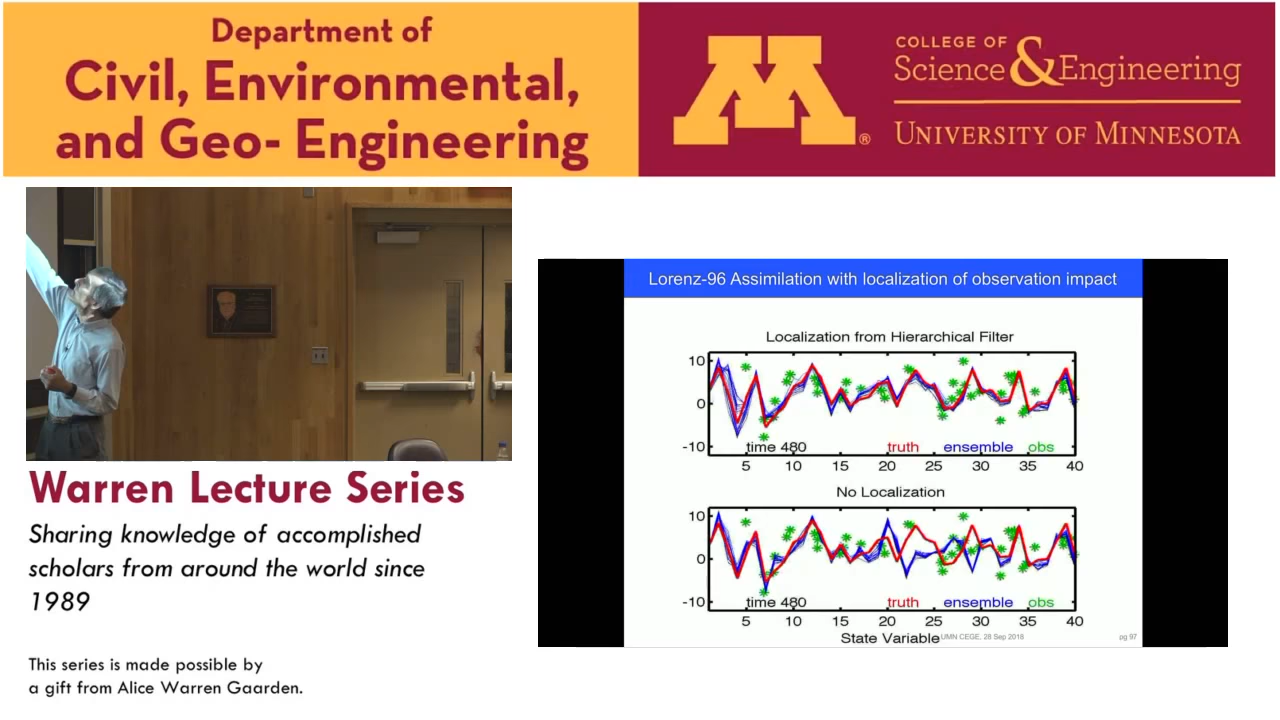 Department of
Civil, Environmental,
and Geo- Engineering
M®
COLLEGE OF
Science & Engineering
UNIVERSITY OF MINNESOTA
Warren Lecture Series
Sharing knowledge of accomplished
scholars from around the world since
1989
This series is made possible by
a gift from Alice Warren Gaarden.
Lorenz-96 Assimilation with localization of observation impact
Localization from Hierarchical Filter
10
0
-10
time 480 truth ensemble obs
5 10 15 20 25 30 35 40
No Localization
10
0
-10
time 480 truth ensemble obs
5 10 15 20 25 30 35 40
State Variable
UMN CEGE, 28 Sep 2018
pg 97